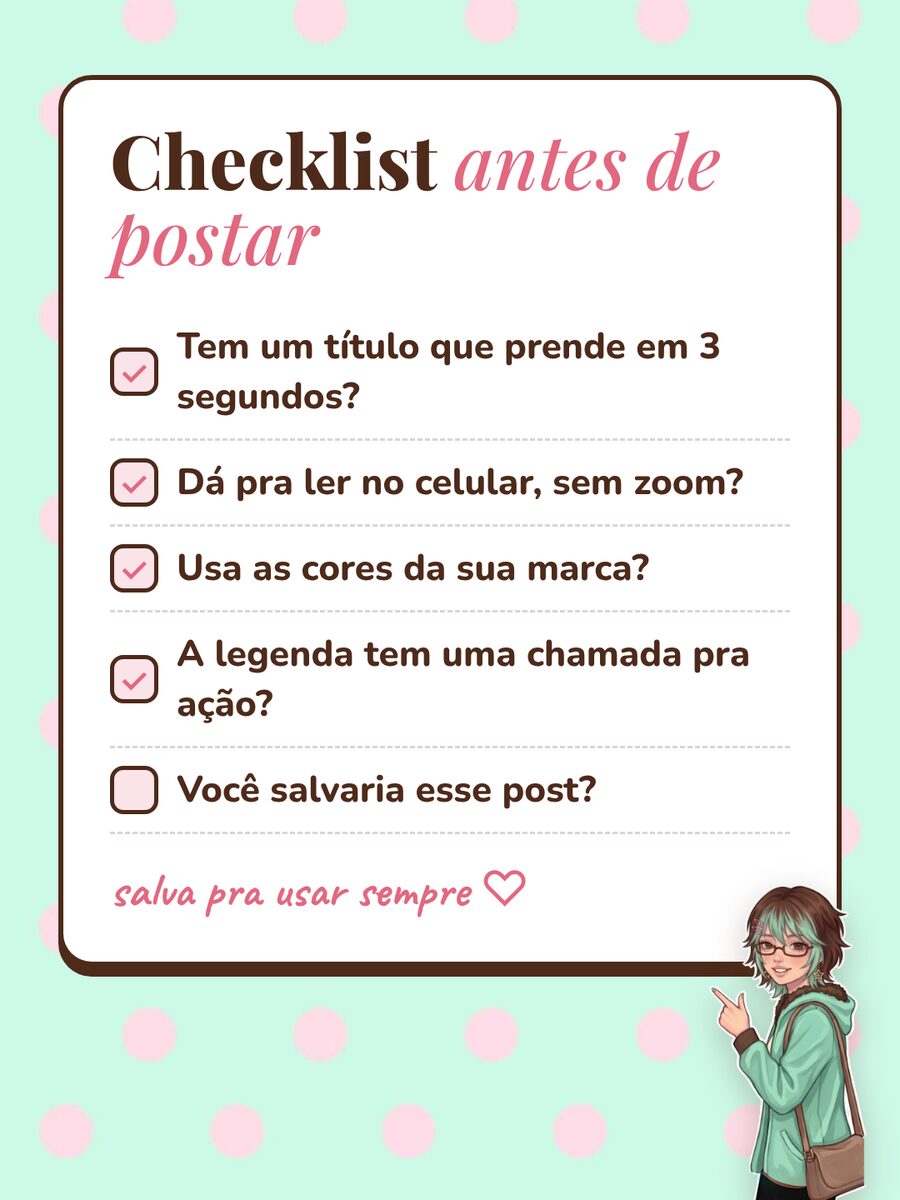 Checklist antes de
postar
Tem um título que prende em 3
segundos?
Dá pra ler no celular, sem zoom?
Usa as cores da sua marca?
A legenda tem uma chamada pra
ação?
Você salvaria esse post?
salva pra usar sempre ♡